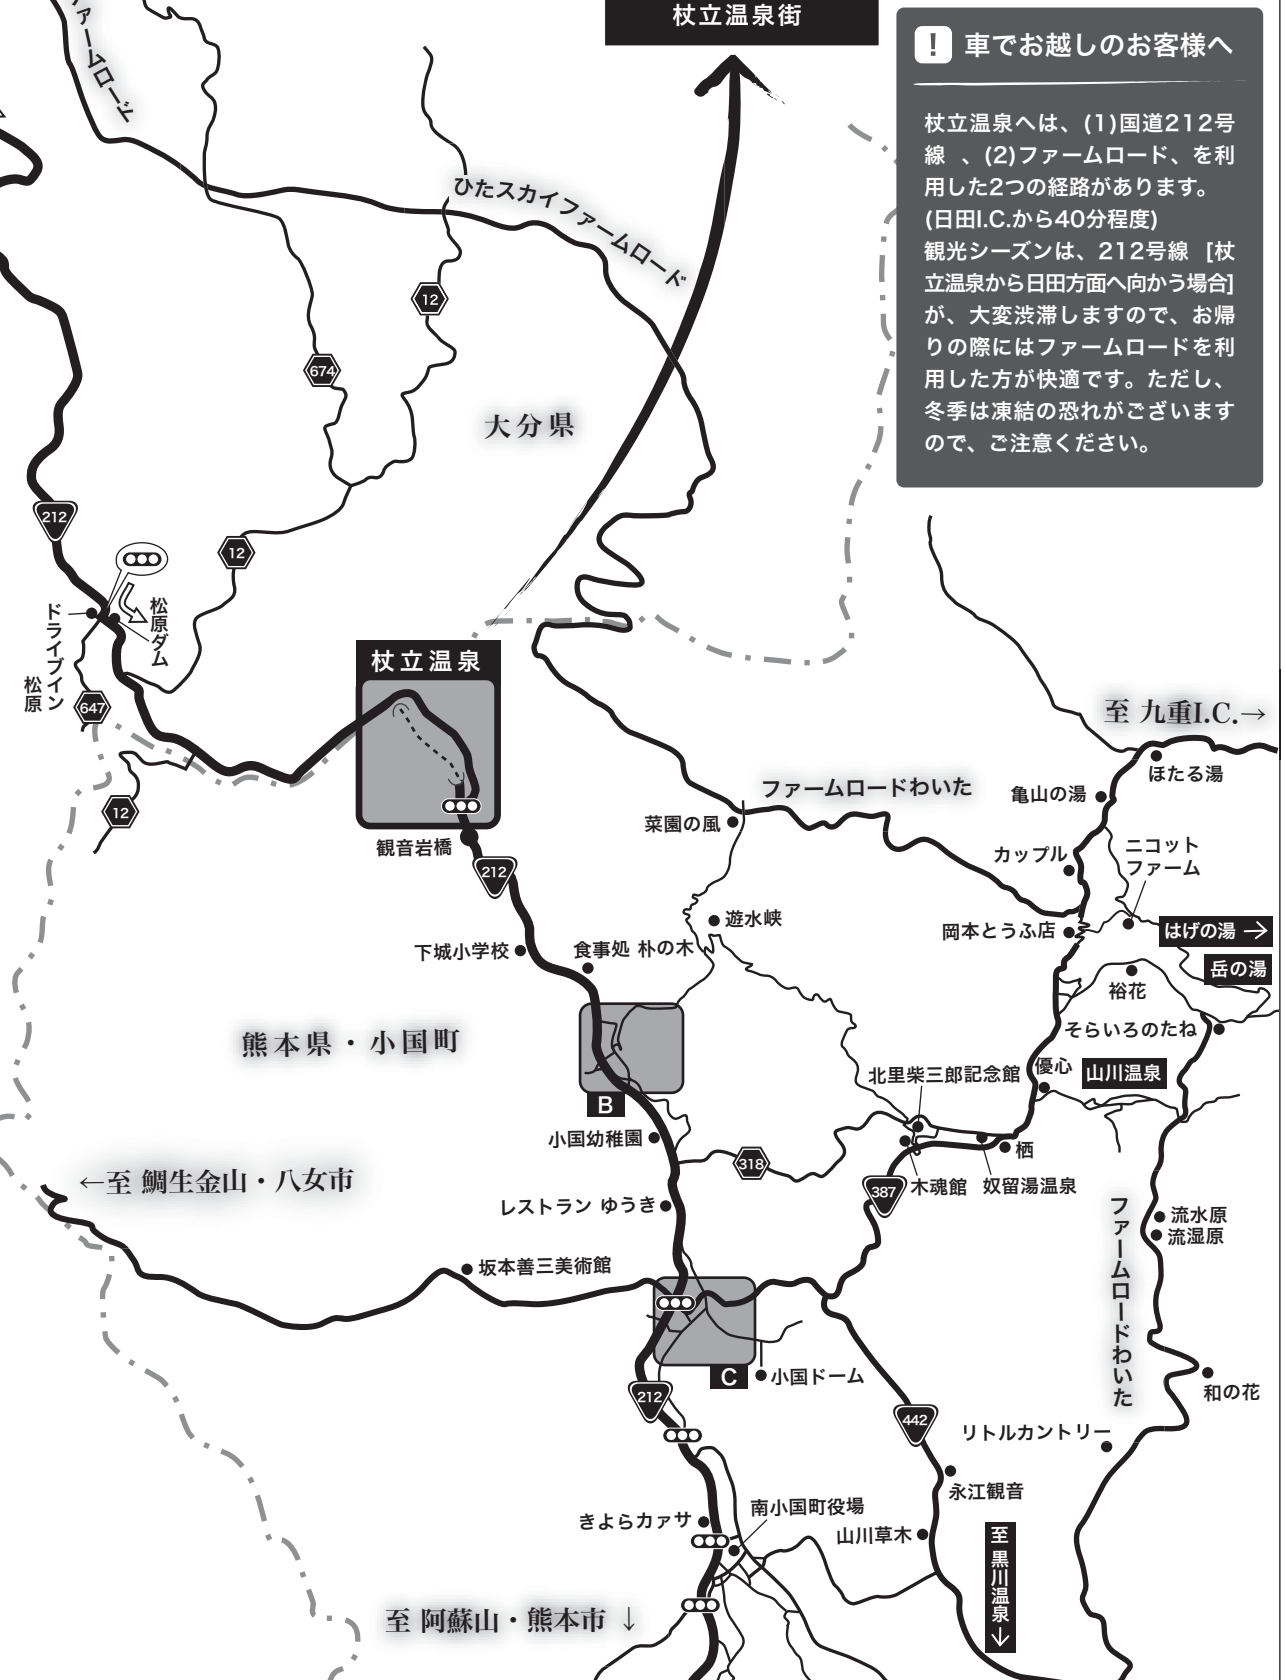 杖立温泉街
！ 車でお越しのお客様へ
杖立温泉へは、(1)国道212号
線 、(2)ファームロード、を利
用した2つの経路があります。
(日田I.C.から40分程度)
観光シーズンは、212号線 [杖
立温泉から日田方面へ向かう場合]
が、大変渋滞しますので、お帰
りの際にはファームロードを利
用した方が快適です。ただし、
冬季は凍結の恐れがございます
ので、ご注意ください。
ァームロード
ひたスカイファームロード
12
674
大分県
212
12
松原ダム
ドライブイン
松原
647
12
杖立温泉
観音岩橋
212
至 九重I.C.→
ほたる湯
亀山の湯
ファームロードわいた
菜園の風
カップル
ニコット
ファーム
遊水峡
岡本とうふ店
はげの湯 →
岳の湯
下城小学校
食事処 朴の木
裕花
そらいろのたね
熊本県・小国町
優心
山川温泉
北里柴三郎記念館
B
小国幼稚園
318
栖
387
木魂館
奴留湯温泉
←至 鯛生金山・八女市
レストラン ゆうき
流水原
流湿原
坂本善三美術館
ファームロードわいた
C
小国ドーム
212
和の花
442
リトルカントリー
永江観音
きよらカァサ
南小国町役場
山川草木
至 黒川温泉↓
至 阿蘇山・熊本市 ↓